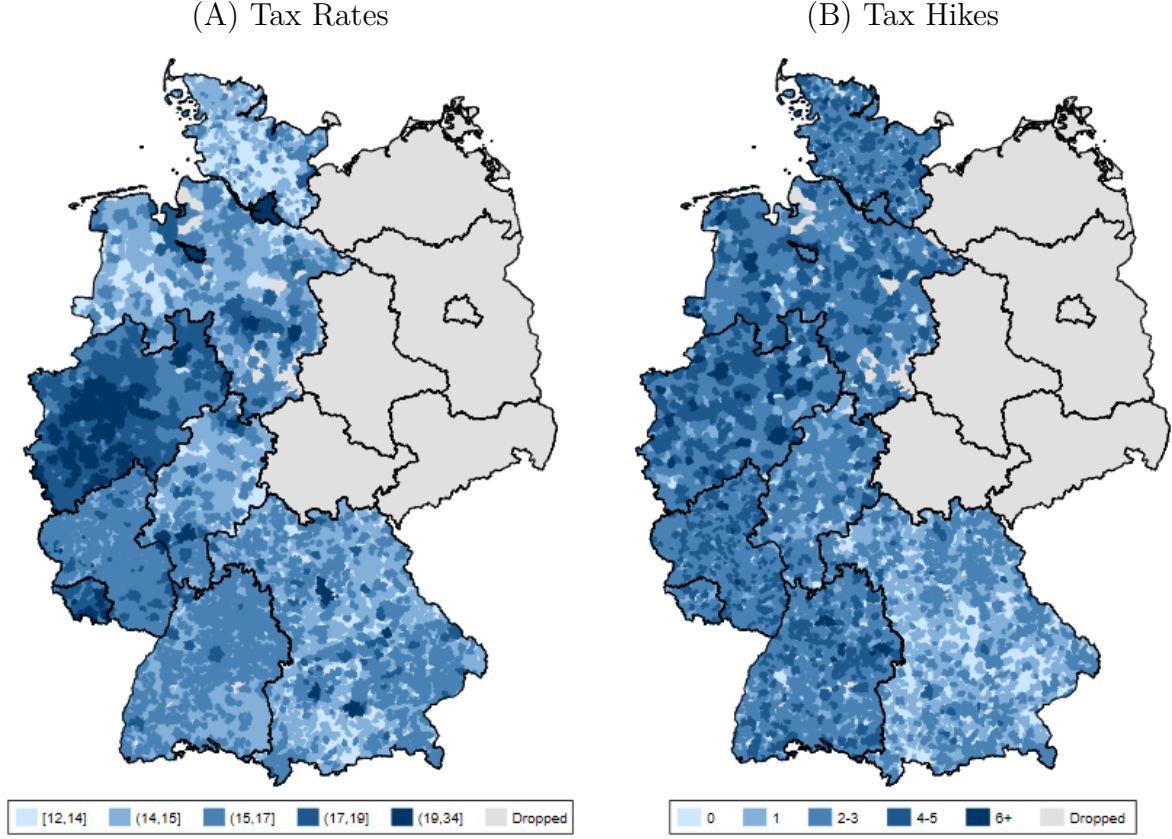 (A) Tax Rates
(B) Tax Hikes
[12,14] (14,15] (15,17] (17,19] (19,34] Dropped
0 1 2-3 4-5 6+ Dropped